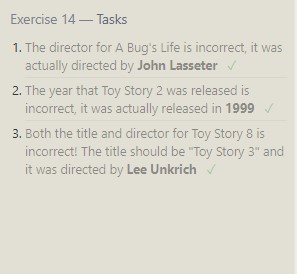 Exercise 14 — Tasks
1. The director for A Bug's Life is incorrect, it was
actually directed by John Lasseter ✓
2. The year that Toy Story 2 was released is
incorrect, it was actually released in 1999 ✓
3. Both the title and director for Toy Story 8 is
incorrect! The title should be "Toy Story 3" and
it was directed by Lee Unkrich ✓